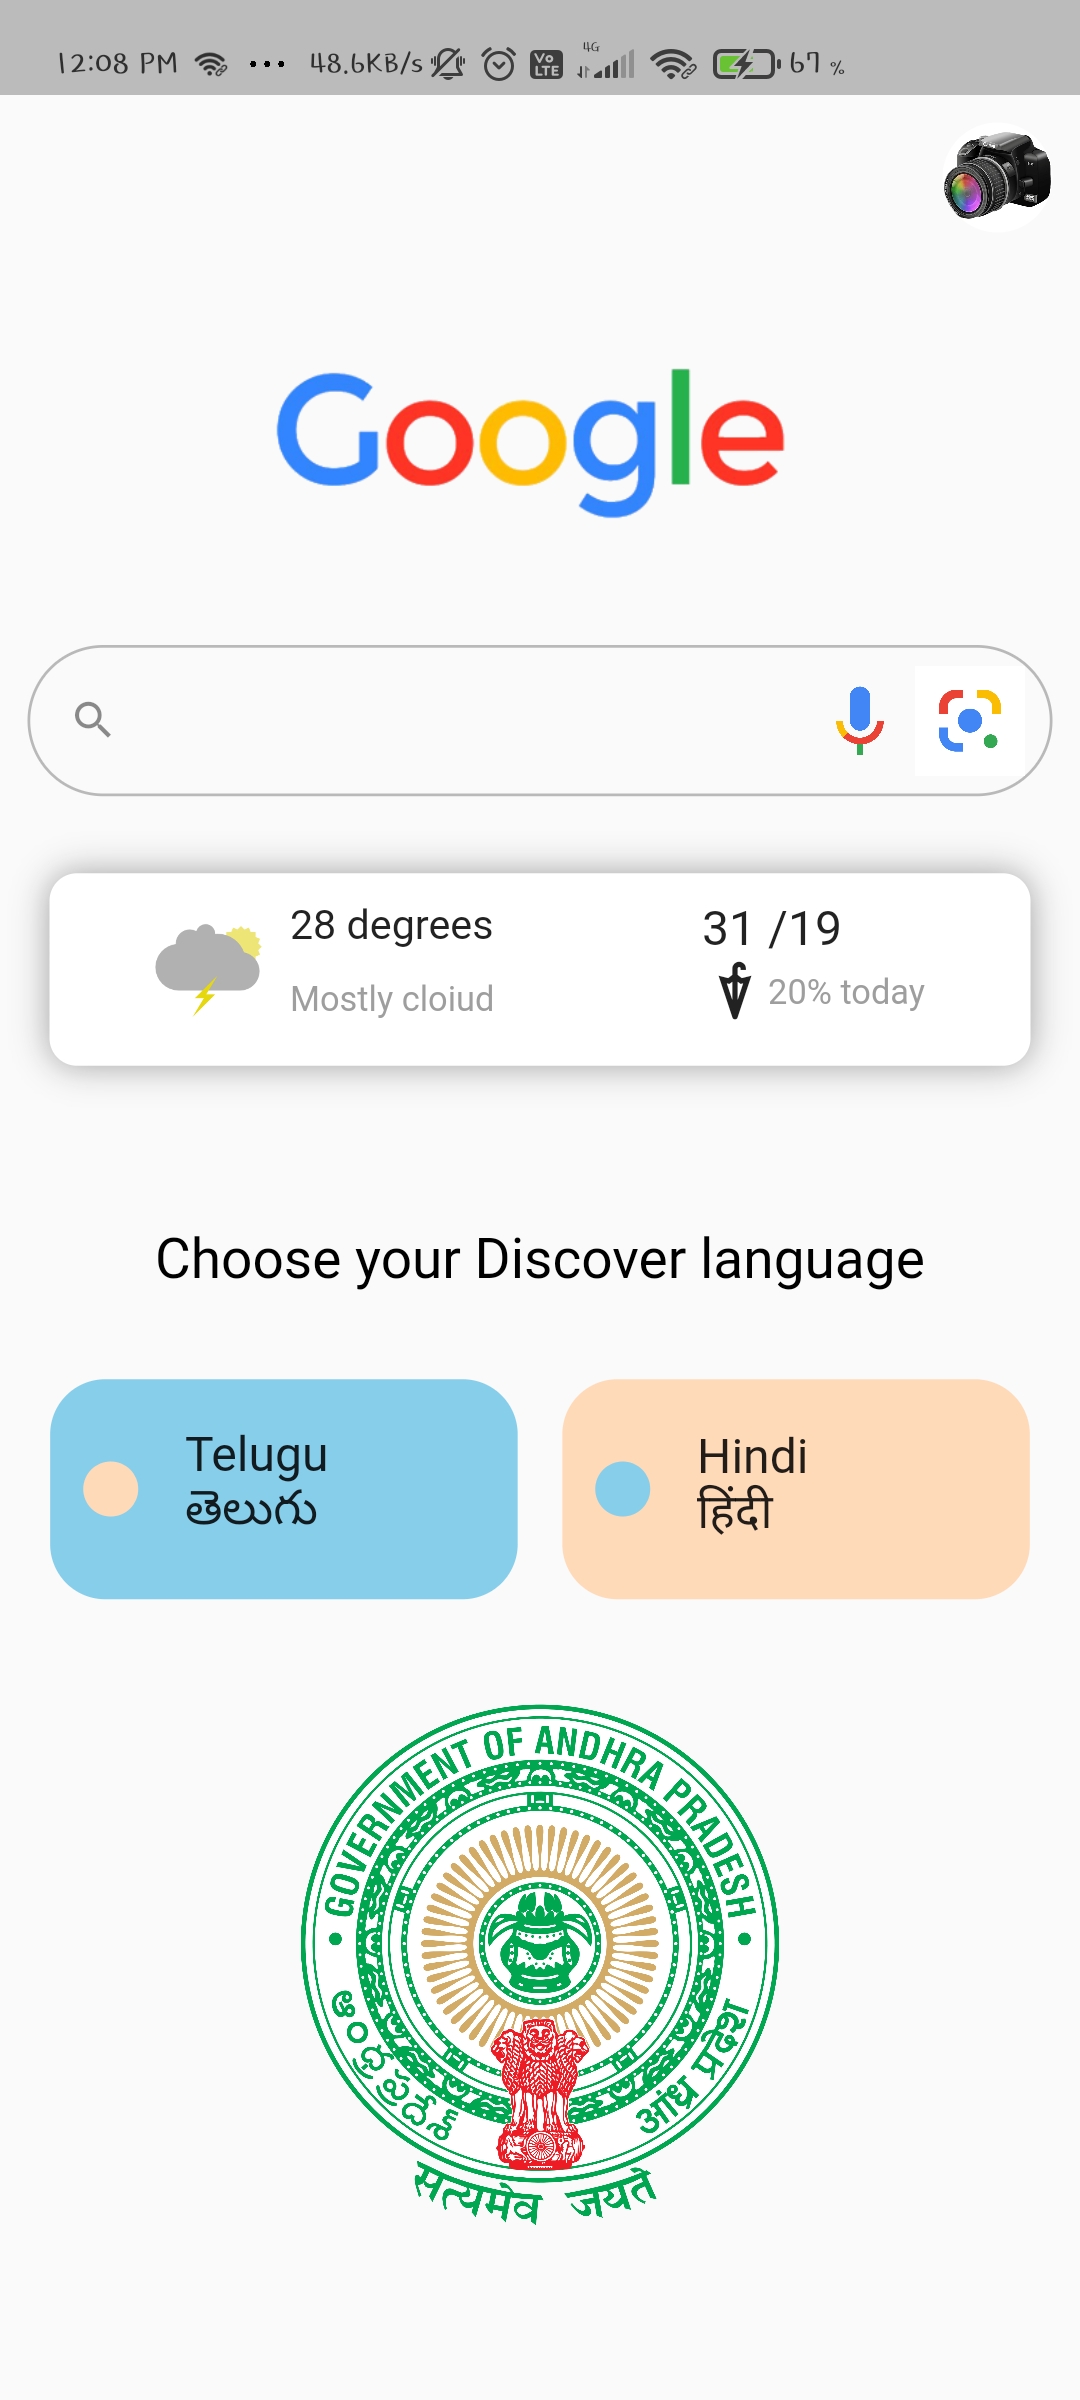 12:08 PM ... 48.6KB/s Vo LTE 4G 67 %
Google
28 degrees 31 /19
Mostly cloiud 20% today
Choose your Discover language
Telugu
తెలుగు
Hindi
हिंदी
GOVERNMENT OF ANDHRA PRADESH
ఆంధ్రప్రదేశ్
आंध्र प्रदेश
सत्यमेव जयते